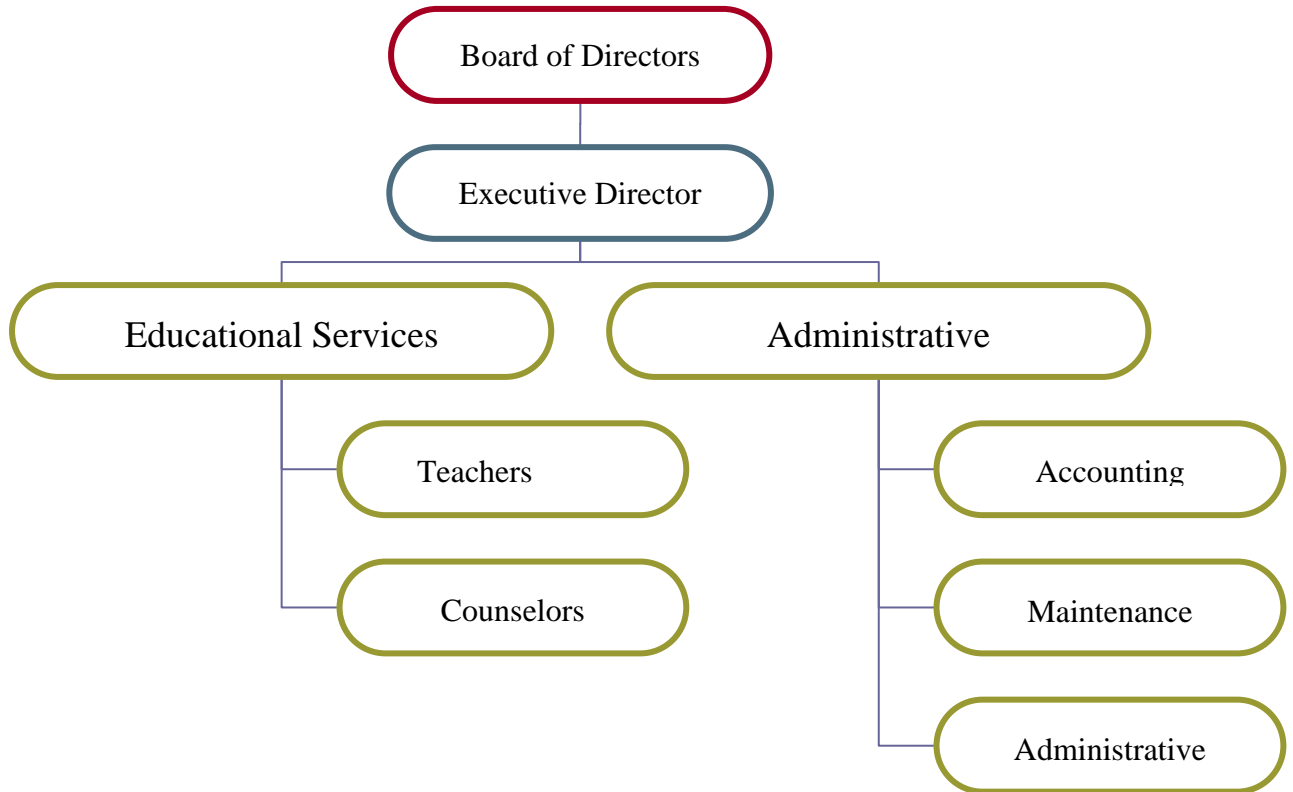 Board of Directors
Executive Director
Educational Services
Administrative
Teachers
Accounting
Counselors
Maintenance
Administrative